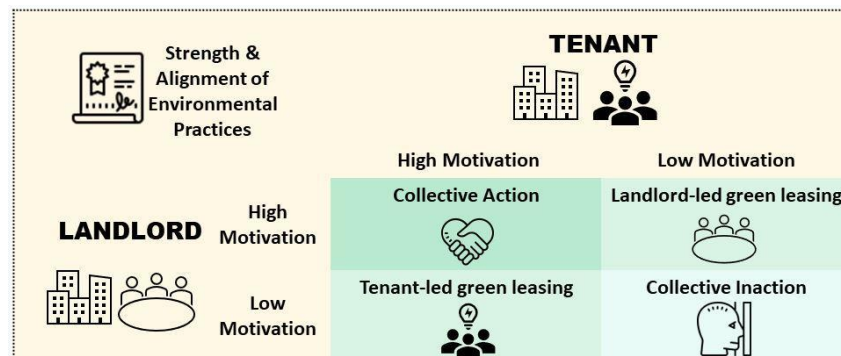 Strength &
Alignment of
Environmental
Practices
TENANT
High Motivation
Low Motivation
LANDLORD
High
Motivation
Collective Action
Landlord-led green leasing
Low
Motivation
Tenant-led green leasing
Collective Inaction